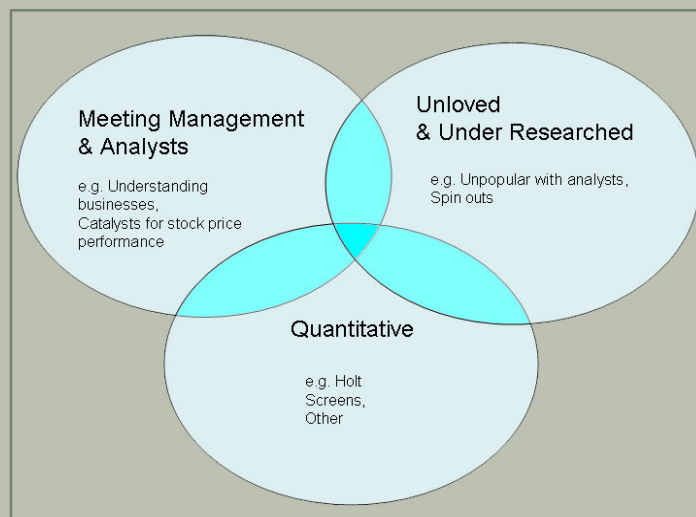 Meeting Management
& Analysts
e.g. Understanding
businesses,
Catalysts for stock price
performance
Unloved
& Under Researched
e.g. Unpopular with analysts,
Spin outs
Quantitative
e.g. Holt
Screens,
Other